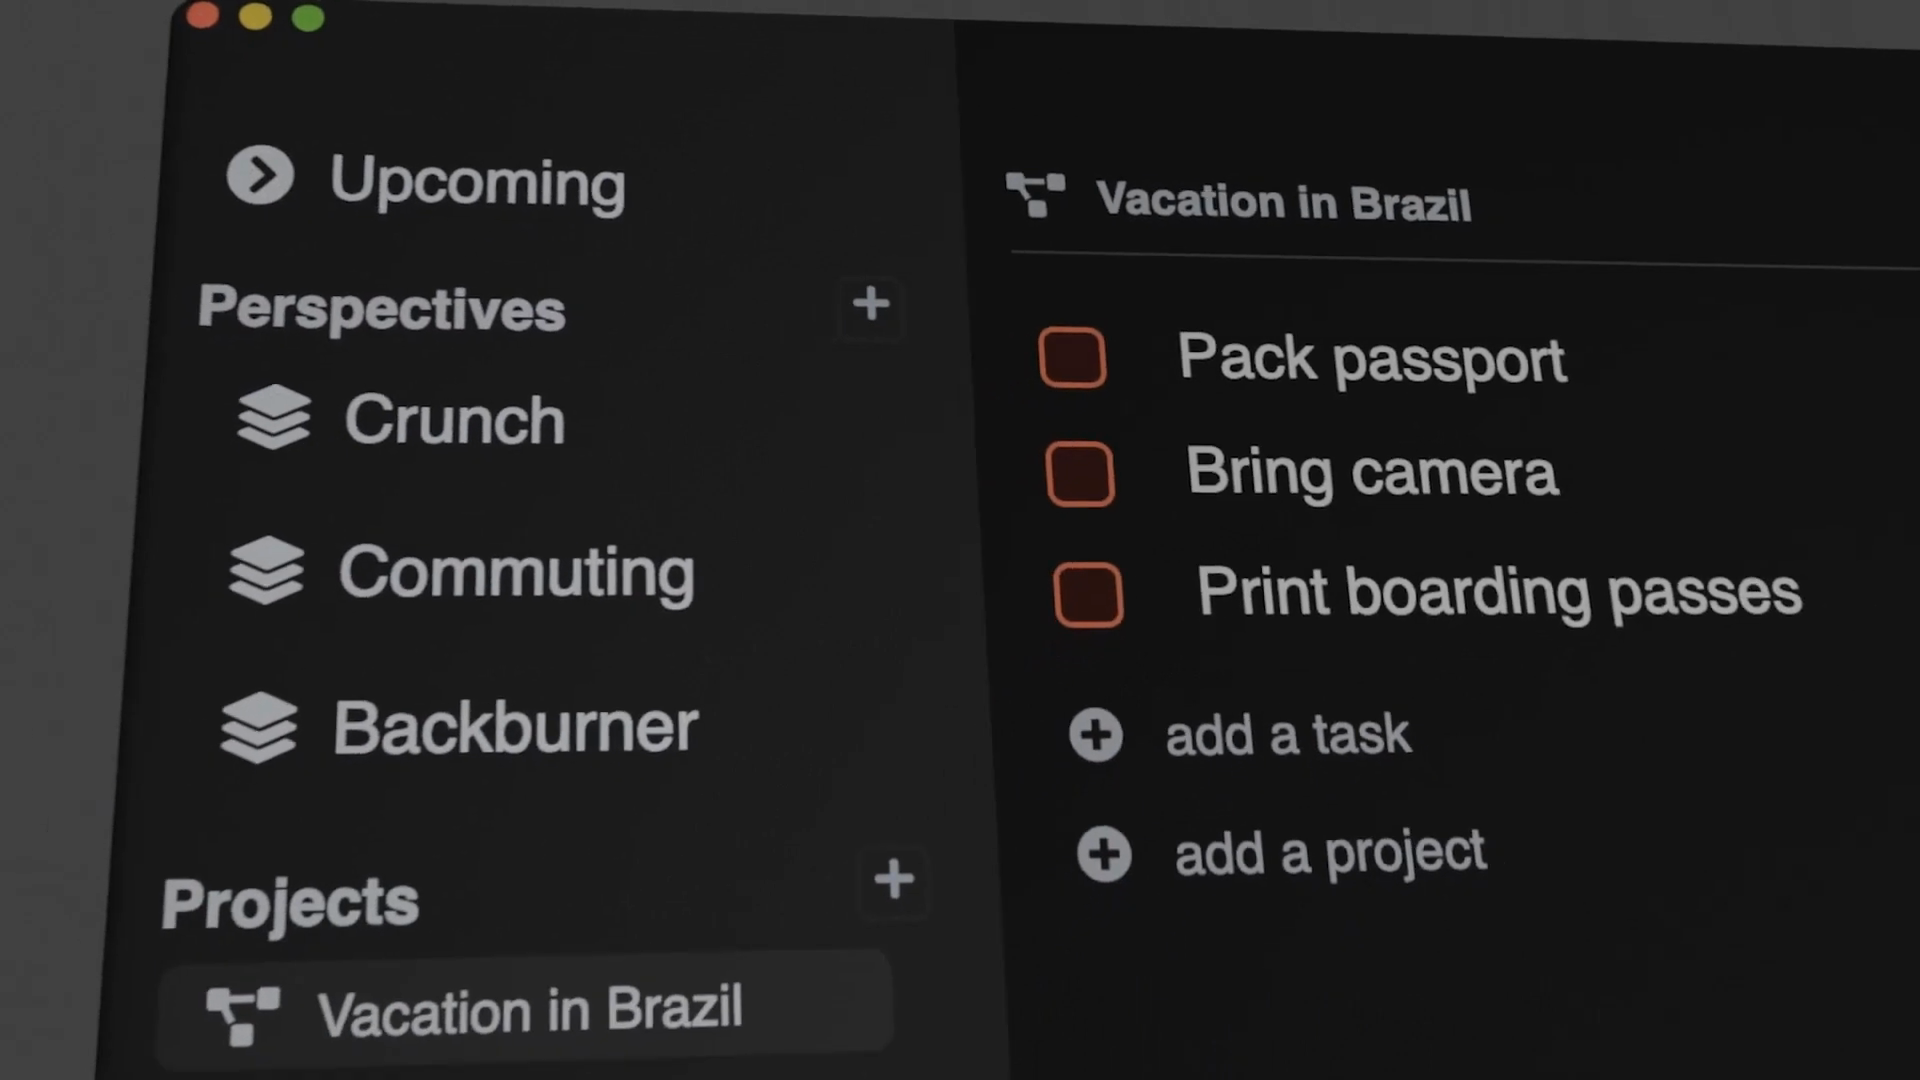 Upcoming
Perspectives
Crunch
Commuting
Backburner
Projects
Vacation in Brazil
Vacation in Brazil
Pack passport
Bring camera
Print boarding passes
add a task
add a project